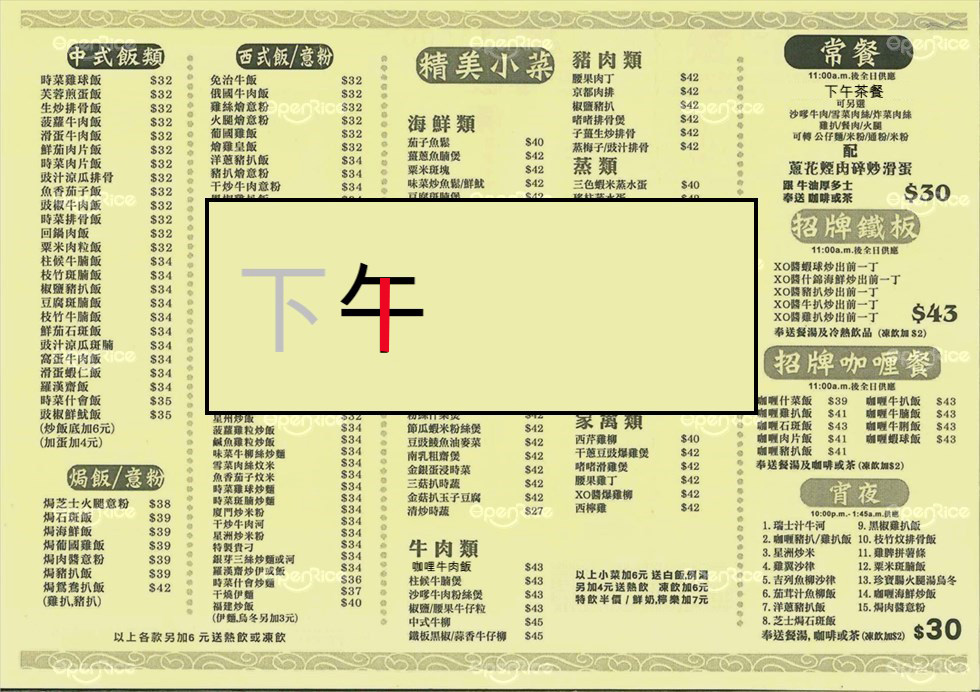 中式飯類
時菜雞球飯 $32
芙蓉煎蛋飯 $32
生炒排骨飯 $32
菠蘿牛肉飯 $32
滑蛋牛肉飯 $32
鮮茄肉片飯 $32
時菜肉片飯 $32
豉汁涼瓜排骨 $32
魚香茄子飯 $32
豉椒牛肉飯 $32
時菜排骨飯 $32
回鍋肉飯 $32
粟米肉粒飯 $32
柱候牛腩飯 $34
枝竹斑腩飯 $34
椒鹽豬扒飯 $34
豆腐斑腩飯 $34
枝竹牛腩飯 $34
鮮茄石斑飯 $34
豉汁涼瓜斑腩 $34
窩蛋牛肉飯 $34
滑蛋蝦仁飯 $34
羅漢齋飯 $34
時菜什會飯 $35
豉椒鮮魷飯 $35
(炒飯底加6元)
(加蛋加4元)
焗飯/意粉
焗芝士火腿意粉 $38
焗石斑飯 $39
焗海鮮飯 $39
焗葡國雞飯 $39
焗肉醬意粉 $39
焗豬扒飯 $39
焗鴛鴦扒飯 $42
(雞扒,豬扒)
以上各款另加6元送熱飲或凍飲
西式飯/意粉
免治牛飯 $32
俄國牛肉飯 $32
雞絲燴意粉 $32
火腿燴意粉 $32
葡國雞飯 $32
燴雞皇飯 $32
洋蔥豬扒飯 $34
豬扒燴意粉 $34
干炒牛肉意粉 $34
下午
星州炒飯 $32
菠蘿雞粒炒飯 $34
鹹魚雞粒炒飯 $34
味菜牛柳絲炒麵 $34
雪菜肉絲炆米 $34
魚香茄子炆米 $34
時菜雞球炒麵 $34
時菜斑腩炒麵 $34
廈門炒米粉 $34
干炒牛肉河 $34
星洲炒米粉 $34
特製貴刁 $34
銀芽三絲炒麵或河 $34
羅漢齋炒伊或飯 $34
時菜什會炒麵 $36
干燒伊麵 $37
福建炒飯 $40
(伊麵,烏冬另加3元)
精美小菜
海鮮類
茄子魚鬆 $40
薑蔥魚腩煲 $42
粟米斑塊 $42
味菜炒魚鬆/鮮魷 $42
節瓜蝦米粉絲煲 $42
豆豉鯪魚油麥菜 $42
南乳粗齋煲 $42
金銀蛋浸時菜 $42
三菇扒時蔬 $42
金菇扒玉子豆腐 $42
清炒時蔬 $27
牛肉類
咖喱牛肉飯 $43
柱候牛腩煲 $43
沙嗲牛肉粉絲煲 $43
椒鹽/腰果牛仔粒 $43
中式牛柳 $45
鐵板黑椒/蒜香牛仔柳 $45
豬肉類
腰果肉丁 $42
京都肉排 $42
椒鹽豬扒 $42
啫啫排骨煲 $42
子薑生炒排骨 $42
蒸梅子/豉汁排骨 $42
蒸類
三色蝦米蒸水蛋 $40
家禽類
西芹雞柳 $40
干蔥豆豉爆雞煲 $42
啫啫滑雞煲 $42
腰果雞丁 $42
XO醬爆雞柳 $42
西檸雞 $42
以上小菜加6元 送白飯,例湯
另加4元送熱飲 凍飲加6元
特飲半價 / 鮮奶,檸樂加7元
常餐
11:00a.m.後全日供應
下午茶餐
可另選
沙嗲牛肉/雪菜肉絲/炸菜肉絲
雞扒/餐肉/火腿
可轉 公仔麵/米粉/通粉/米粉
配
蔥花煙肉碎炒滑蛋
跟 牛油厚多士
奉送 咖啡或茶 $30
招牌鐵板
11:00a.m.後全日供應
XO醬蝦球炒出前一丁
XO醬什錦海鮮炒出前一丁
XO醬豬扒炒出前一丁
XO醬牛扒炒出前一丁
XO醬雞扒炒出前一丁 $43
奉送餐湯及冷熱飲品 (凍飲加$2)
招牌咖喱餐
11:00a.m.後全日供應
咖喱什菜飯 $39 咖喱牛扒飯 $43
咖喱雞扒飯 $41 咖喱牛腩飯 $43
咖喱石斑飯 $43 咖喱牛脷飯 $43
咖喱肉片飯 $41 咖喱蝦球飯 $43
咖喱豬扒飯 $41
奉送餐湯及咖啡或茶 (凍飲加$2)
宵夜
10:00p.m.- 1:45a.m.供應
1.瑞士汁牛河 9.黑椒雞扒飯
2.咖喱豬扒/雞扒飯 10.枝竹炆排骨飯
3.星洲炒米 11.雞髀拼薯條
4.雞翼沙律 12.粟米斑腩飯
5.吉列魚柳沙律 13.珍寶腸火腿湯烏冬
6.茄茸汁魚柳飯 14.咖喱海鮮炒飯
7.洋蔥豬扒飯 15.焗肉醬意粉
8.芝士焗石斑飯
奉送餐湯, 咖啡或茶(凍飲加$2) $30